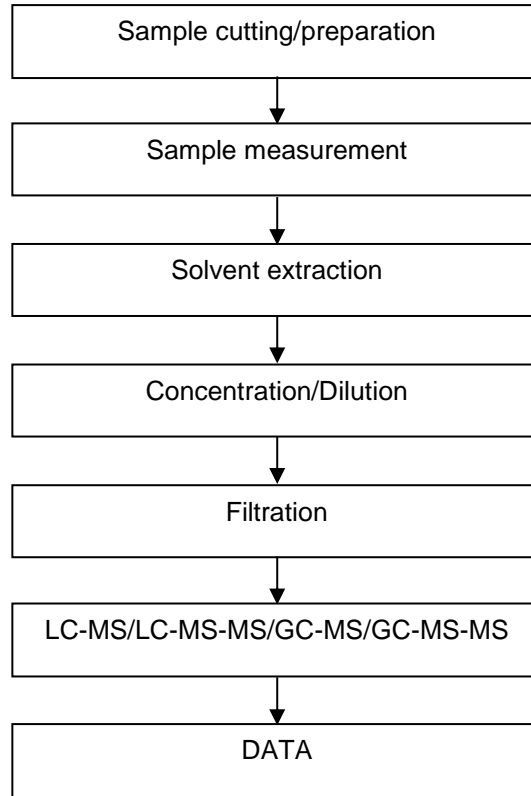 Sample cutting/preparation
Sample measurement
Solvent extraction
Concentration/Dilution
Filtration
LC-MS/LC-MS-MS/GC-MS/GC-MS-MS
DATA